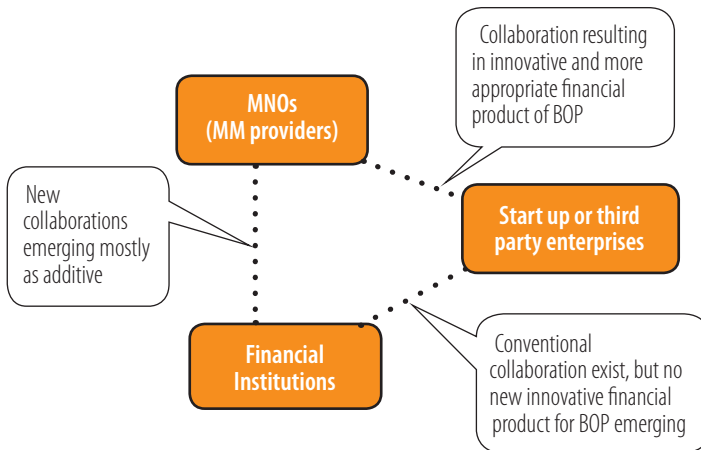 Collaboration resulting
in innovative and more
appropriate financial
product of BOP
MNOs
(MM providers)
New
collaborations
emerging mostly
as additive
Start up or third
party enterprises
Financial
Institutions
Conventional
collaboration exist, but no
new innovative financial
product for BOP emerging